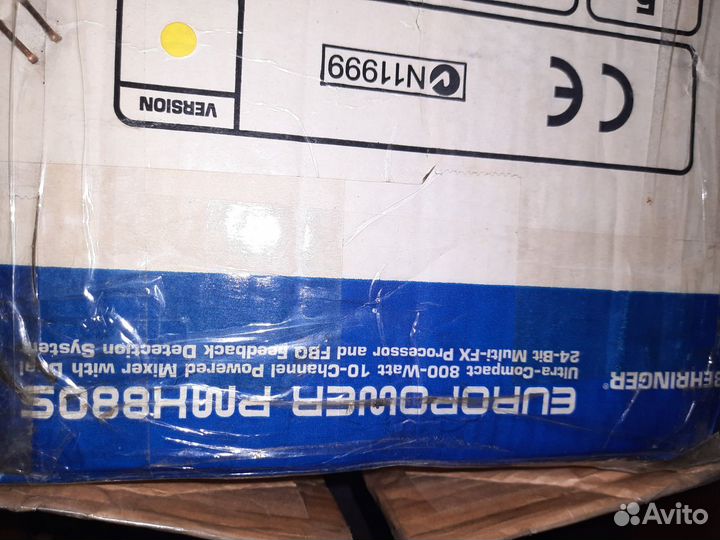 BEHRINGER®
EUROPOWER PMH880S
Ultra-Compact 800-Watt 10-Channel Powered Mixer with Dual
24-Bit Multi-FX Processor and FBQ Feedback Detection System
VERSION
N11999
CE
5
Avito